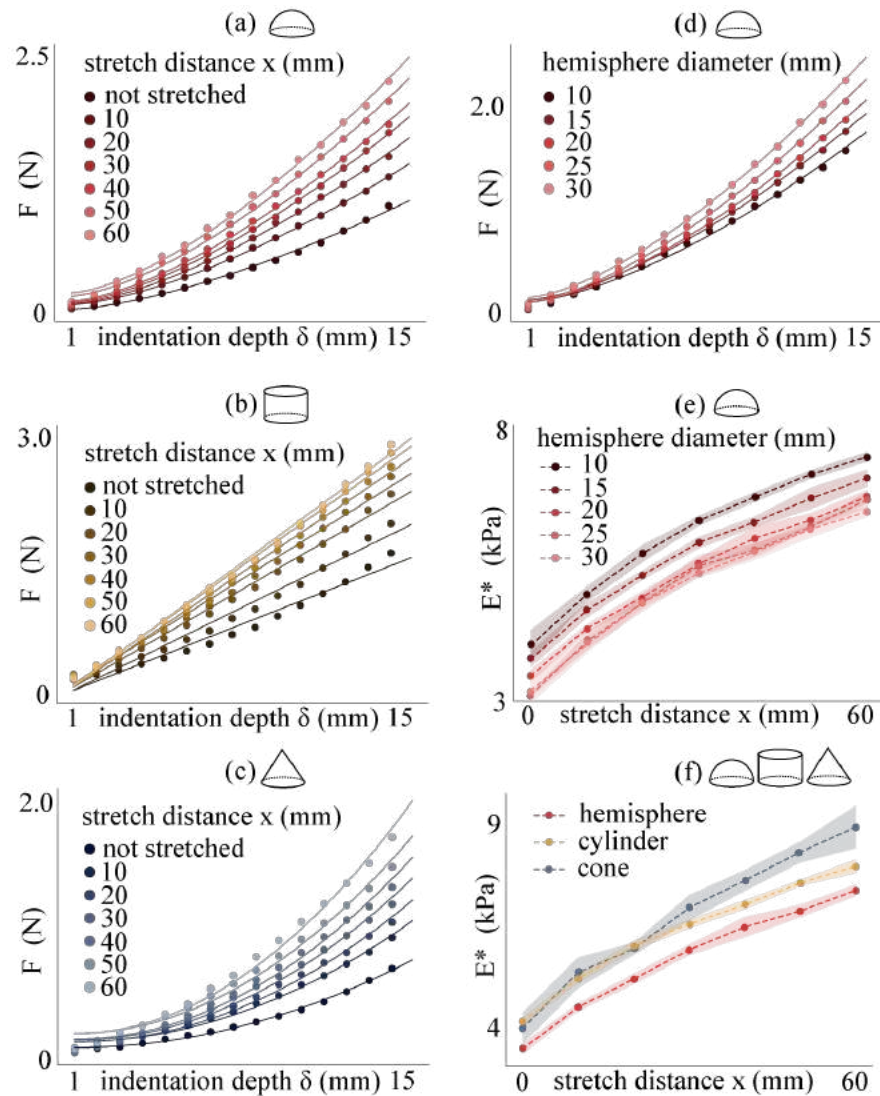 (a)
2.5
stretch distance x (mm)
not stretched
10
20
30
40
50
60
F (N)
0
1 indentation depth δ (mm) 15
(b)
3.0
stretch distance x (mm)
not stretched
10
20
30
40
50
60
F (N)
0
1 indentation depth δ (mm) 15
(c)
2.0
stretch distance x (mm)
not stretched
10
20
30
40
50
60
F (N)
0
1 indentation depth δ (mm) 15
(d)
hemisphere diameter (mm)
2.0
10
15
20
25
30
F (N)
0
1 indentation depth δ (mm) 15
(e)
8
hemisphere diameter (mm)
10
15
20
25
30
E* (kPa)
3
0 stretch distance x (mm) 60
(f)
9
hemisphere
cylinder
cone
E* (kPa)
4
0 stretch distance x (mm) 60